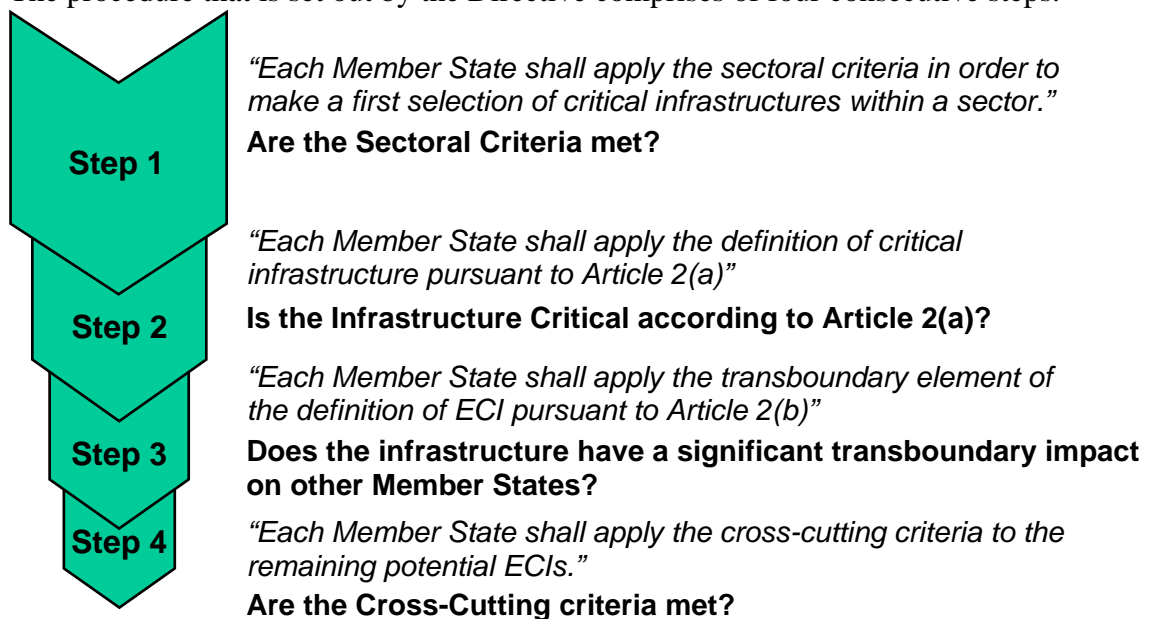 The procedure that is set out by the Directive comprises of four consecutive steps:
“Each Member State shall apply the sectoral criteria in order to
make a first selection of critical infrastructures within a sector.”
Are the Sectoral Criteria met?
Step 1
“Each Member State shall apply the definition of critical
infrastructure pursuant to Article 2(a)”
Step 2
Is the Infrastructure Critical according to Article 2(a)?
“Each Member State shall apply the transboundary element of
the definition of ECI pursuant to Article 2(b)”
Step 3
Does the infrastructure have a significant transboundary impact
on other Member States?
Step 4
“Each Member State shall apply the cross-cutting criteria to the
remaining potential ECIs.”
Are the Cross-Cutting criteria met?